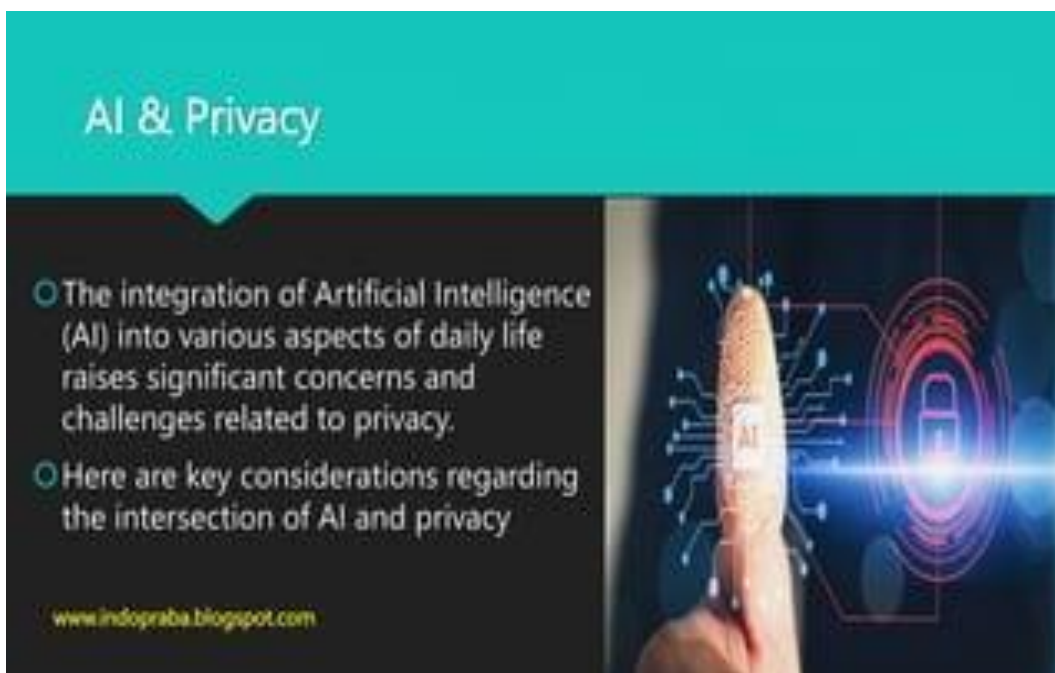 AI & Privacy
The integration of Artificial Intelligence
(AI) into various aspects of daily life
raises significant concerns and
challenges related to privacy.
Here are key considerations regarding
the intersection of AI and privacy
AI
www.indopraba.blogspot.com